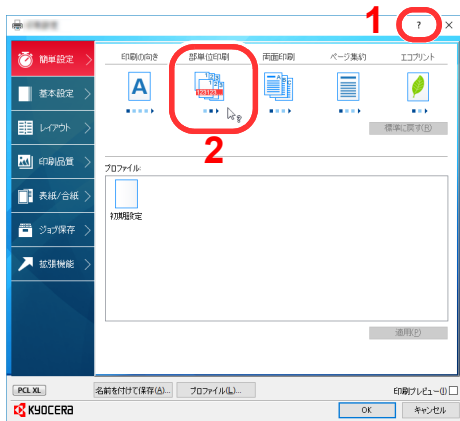 1
?
簡単設定
印刷の向き
部単位印刷
両面印刷
ページ集約
エコプリント
基本設定
A
123123
レイアウト
2
標準に戻す(R)
印刷品質
プロファイル:
表紙/合紙
初期設定
ジョブ保存
拡張機能
適用(P)
PCL XL
名前を付けて保存(A)...
プロファイル(L)...
印刷プレビュー(I)
KYOCERA
OK
キャンセル